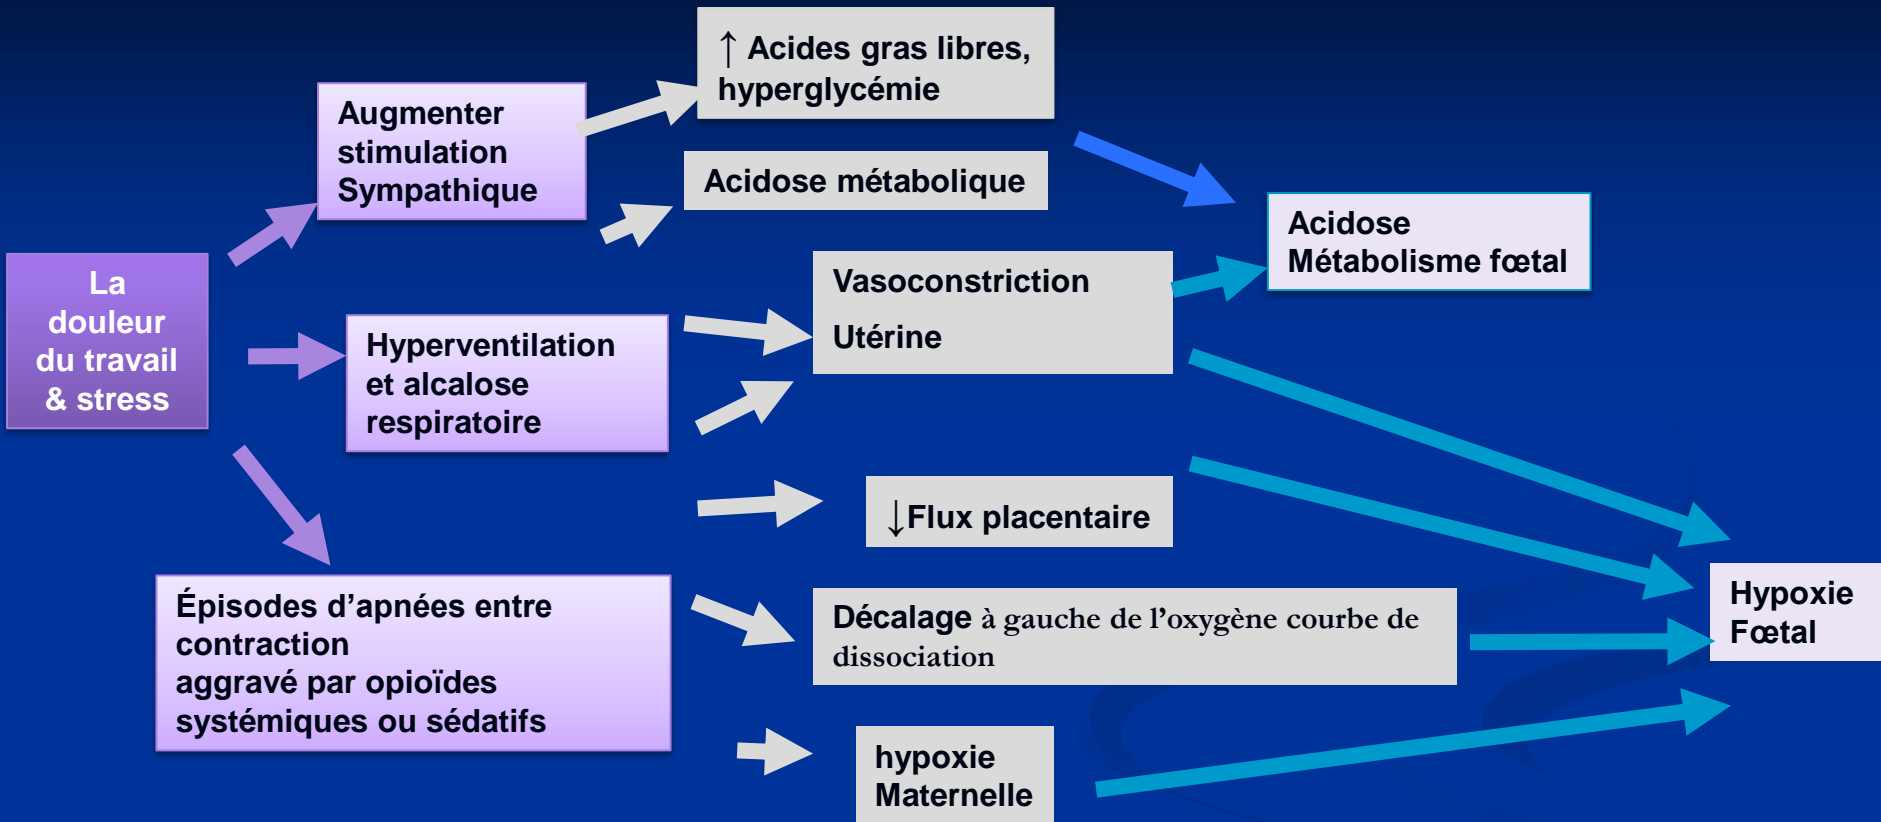 La
douleur
du travail
& stress
Augmenter
stimulation
Sympathique
Hyperventilation
et alcalose
respiratoire
Épisodes d’apnées entre
contraction
aggravé par opioïdes
systémiques ou sédatifs
↑ Acides gras libres,
hyperglycémie
Acidose métabolique
Vasoconstriction
Utérine
↓Flux placentaire
Décalage à gauche de l’oxygène courbe de
dissociation
hypoxie
Maternelle
Acidose
Métabolisme fœtal
Hypoxie
Fœtal